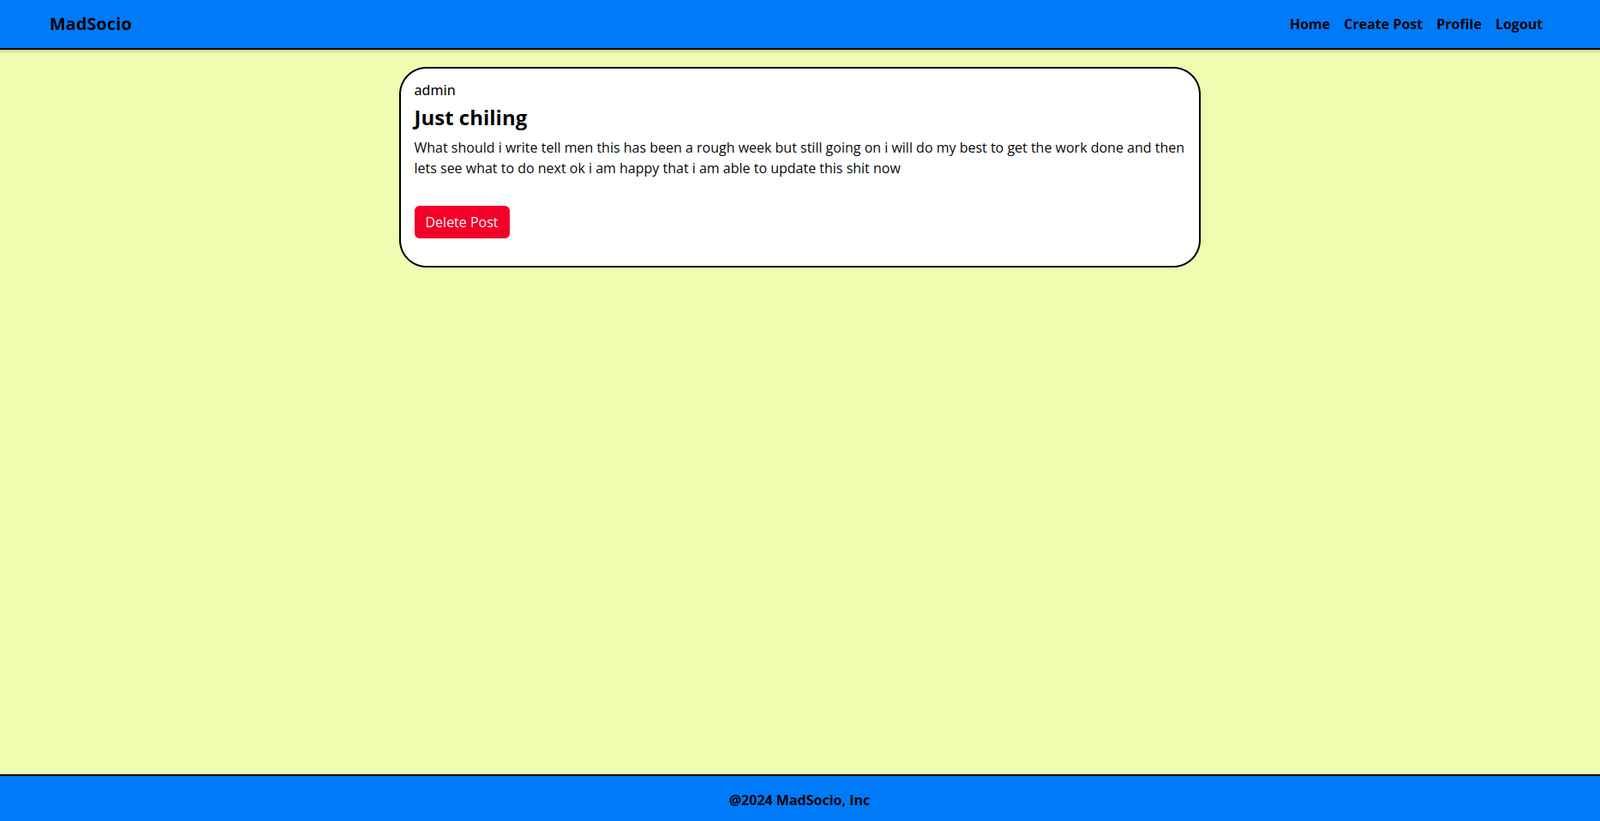 MadSocio
Home Create Post Profile Logout
admin
Just chiling
What should i write tell men this has been a rough week but still going on i will do my best to get the work done and then
lets see what to do next ok i am happy that i am able to update this shit now
Delete Post
@2024 MadSocio, Inc